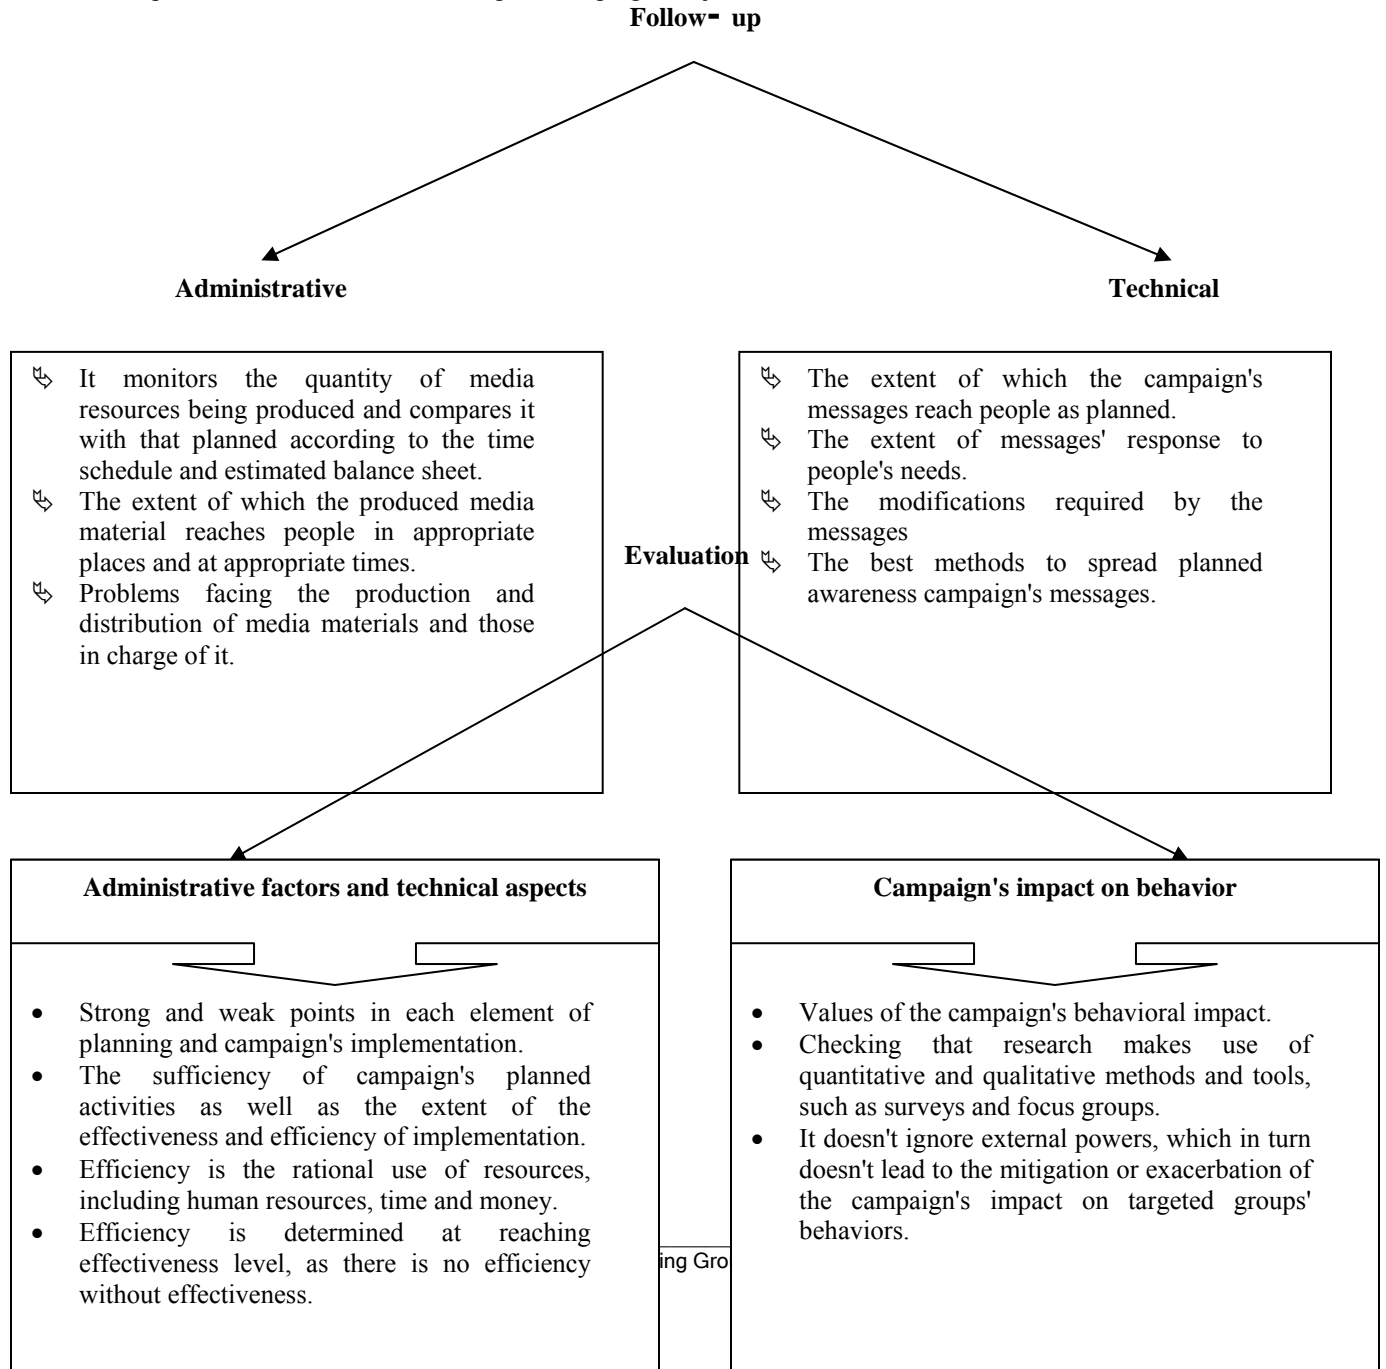 Follow- up
Administrative
Technical
It monitors the quantity of media
resources being produced and compares it
with that planned according to the time
schedule and estimated balance sheet.
The extent of which the produced media
material reaches people in appropriate
places and at appropriate times.
Problems facing the production and
distribution of media materials and those
in charge of it.
The extent of which the campaign's
messages reach people as planned.
The extent of messages' response to
people's needs.
The modifications required by the
messages
The best methods to spread planned
awareness campaign's messages.
Evaluation
Administrative factors and technical aspects
• Strong and weak points in each element of
planning and campaign's implementation.
• The sufficiency of campaign's planned
activities as well as the extent of the
effectiveness and efficiency of implementation.
• Efficiency is the rational use of resources,
including human resources, time and money.
• Efficiency is determined at reaching
effectiveness level, as there is no efficiency
without effectiveness.
Campaign's impact on behavior
• Values of the campaign's behavioral impact.
• Checking that research makes use of
quantitative and qualitative methods and tools,
such as surveys and focus groups.
• It doesn't ignore external powers, which in turn
doesn't lead to the mitigation or exacerbation of
the campaign's impact on targeted groups'
behaviors.
ing Gro